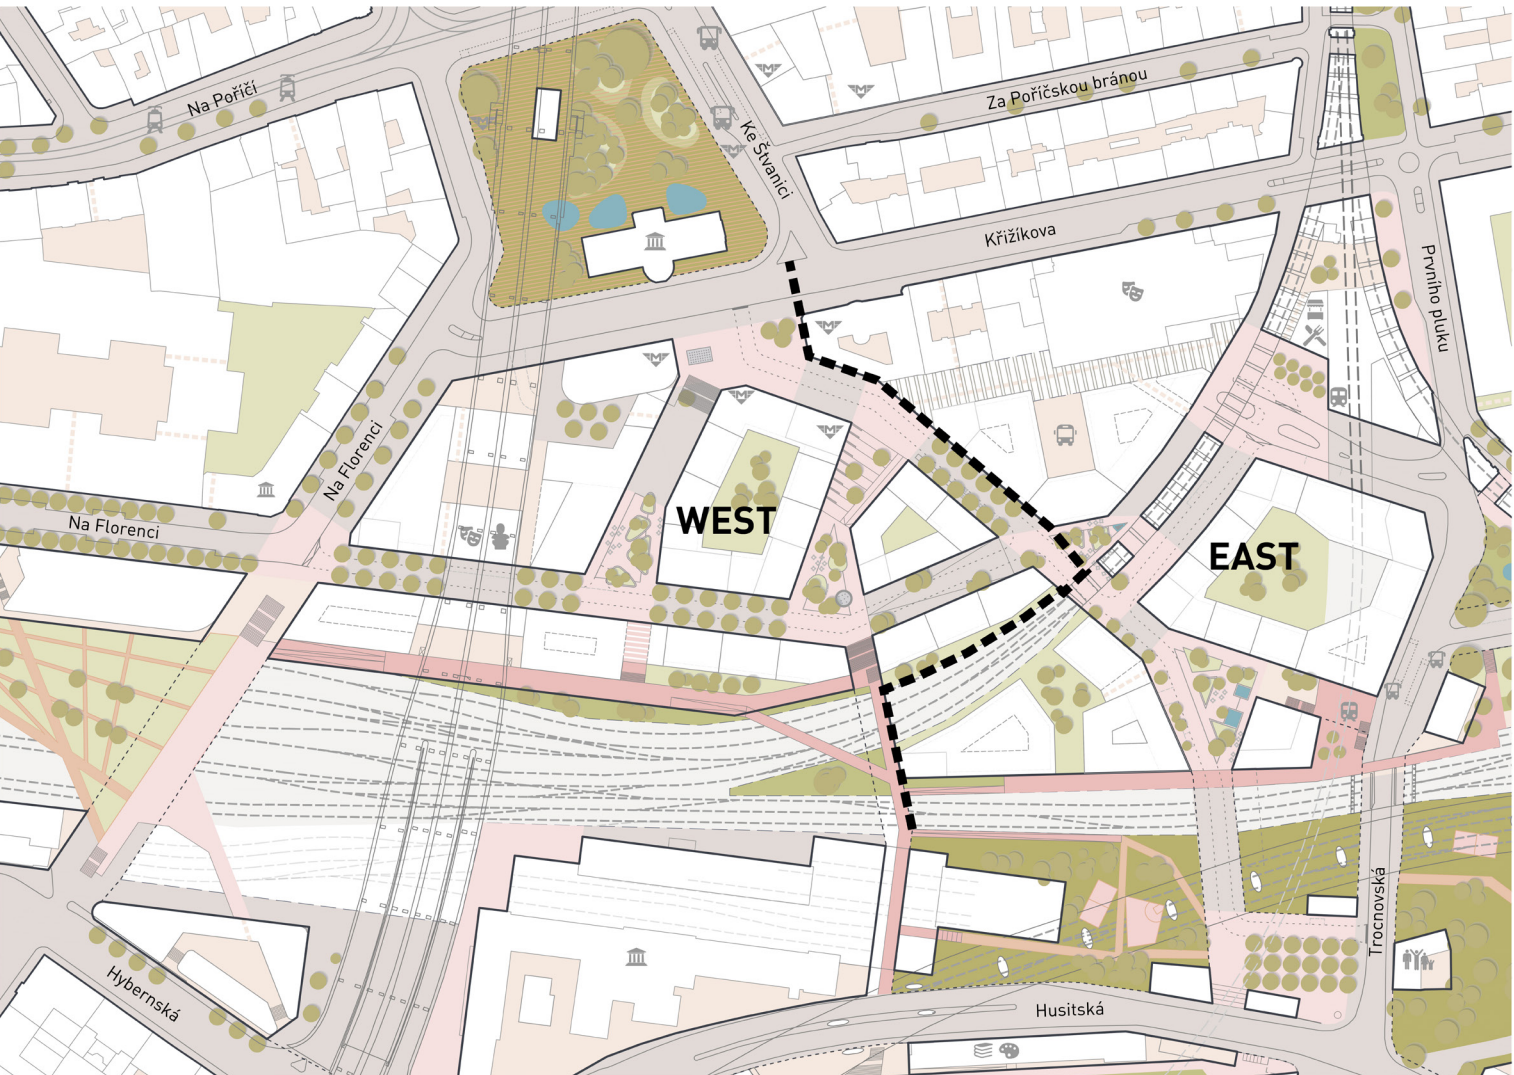 Na Poříčí
Za Poříčskou bránou
Ke Štvanici
Křižíkova
Prvního pluku
Na Florenci
Na Florenci
WEST
EAST
Trocnovská
Hybernská
Husitská